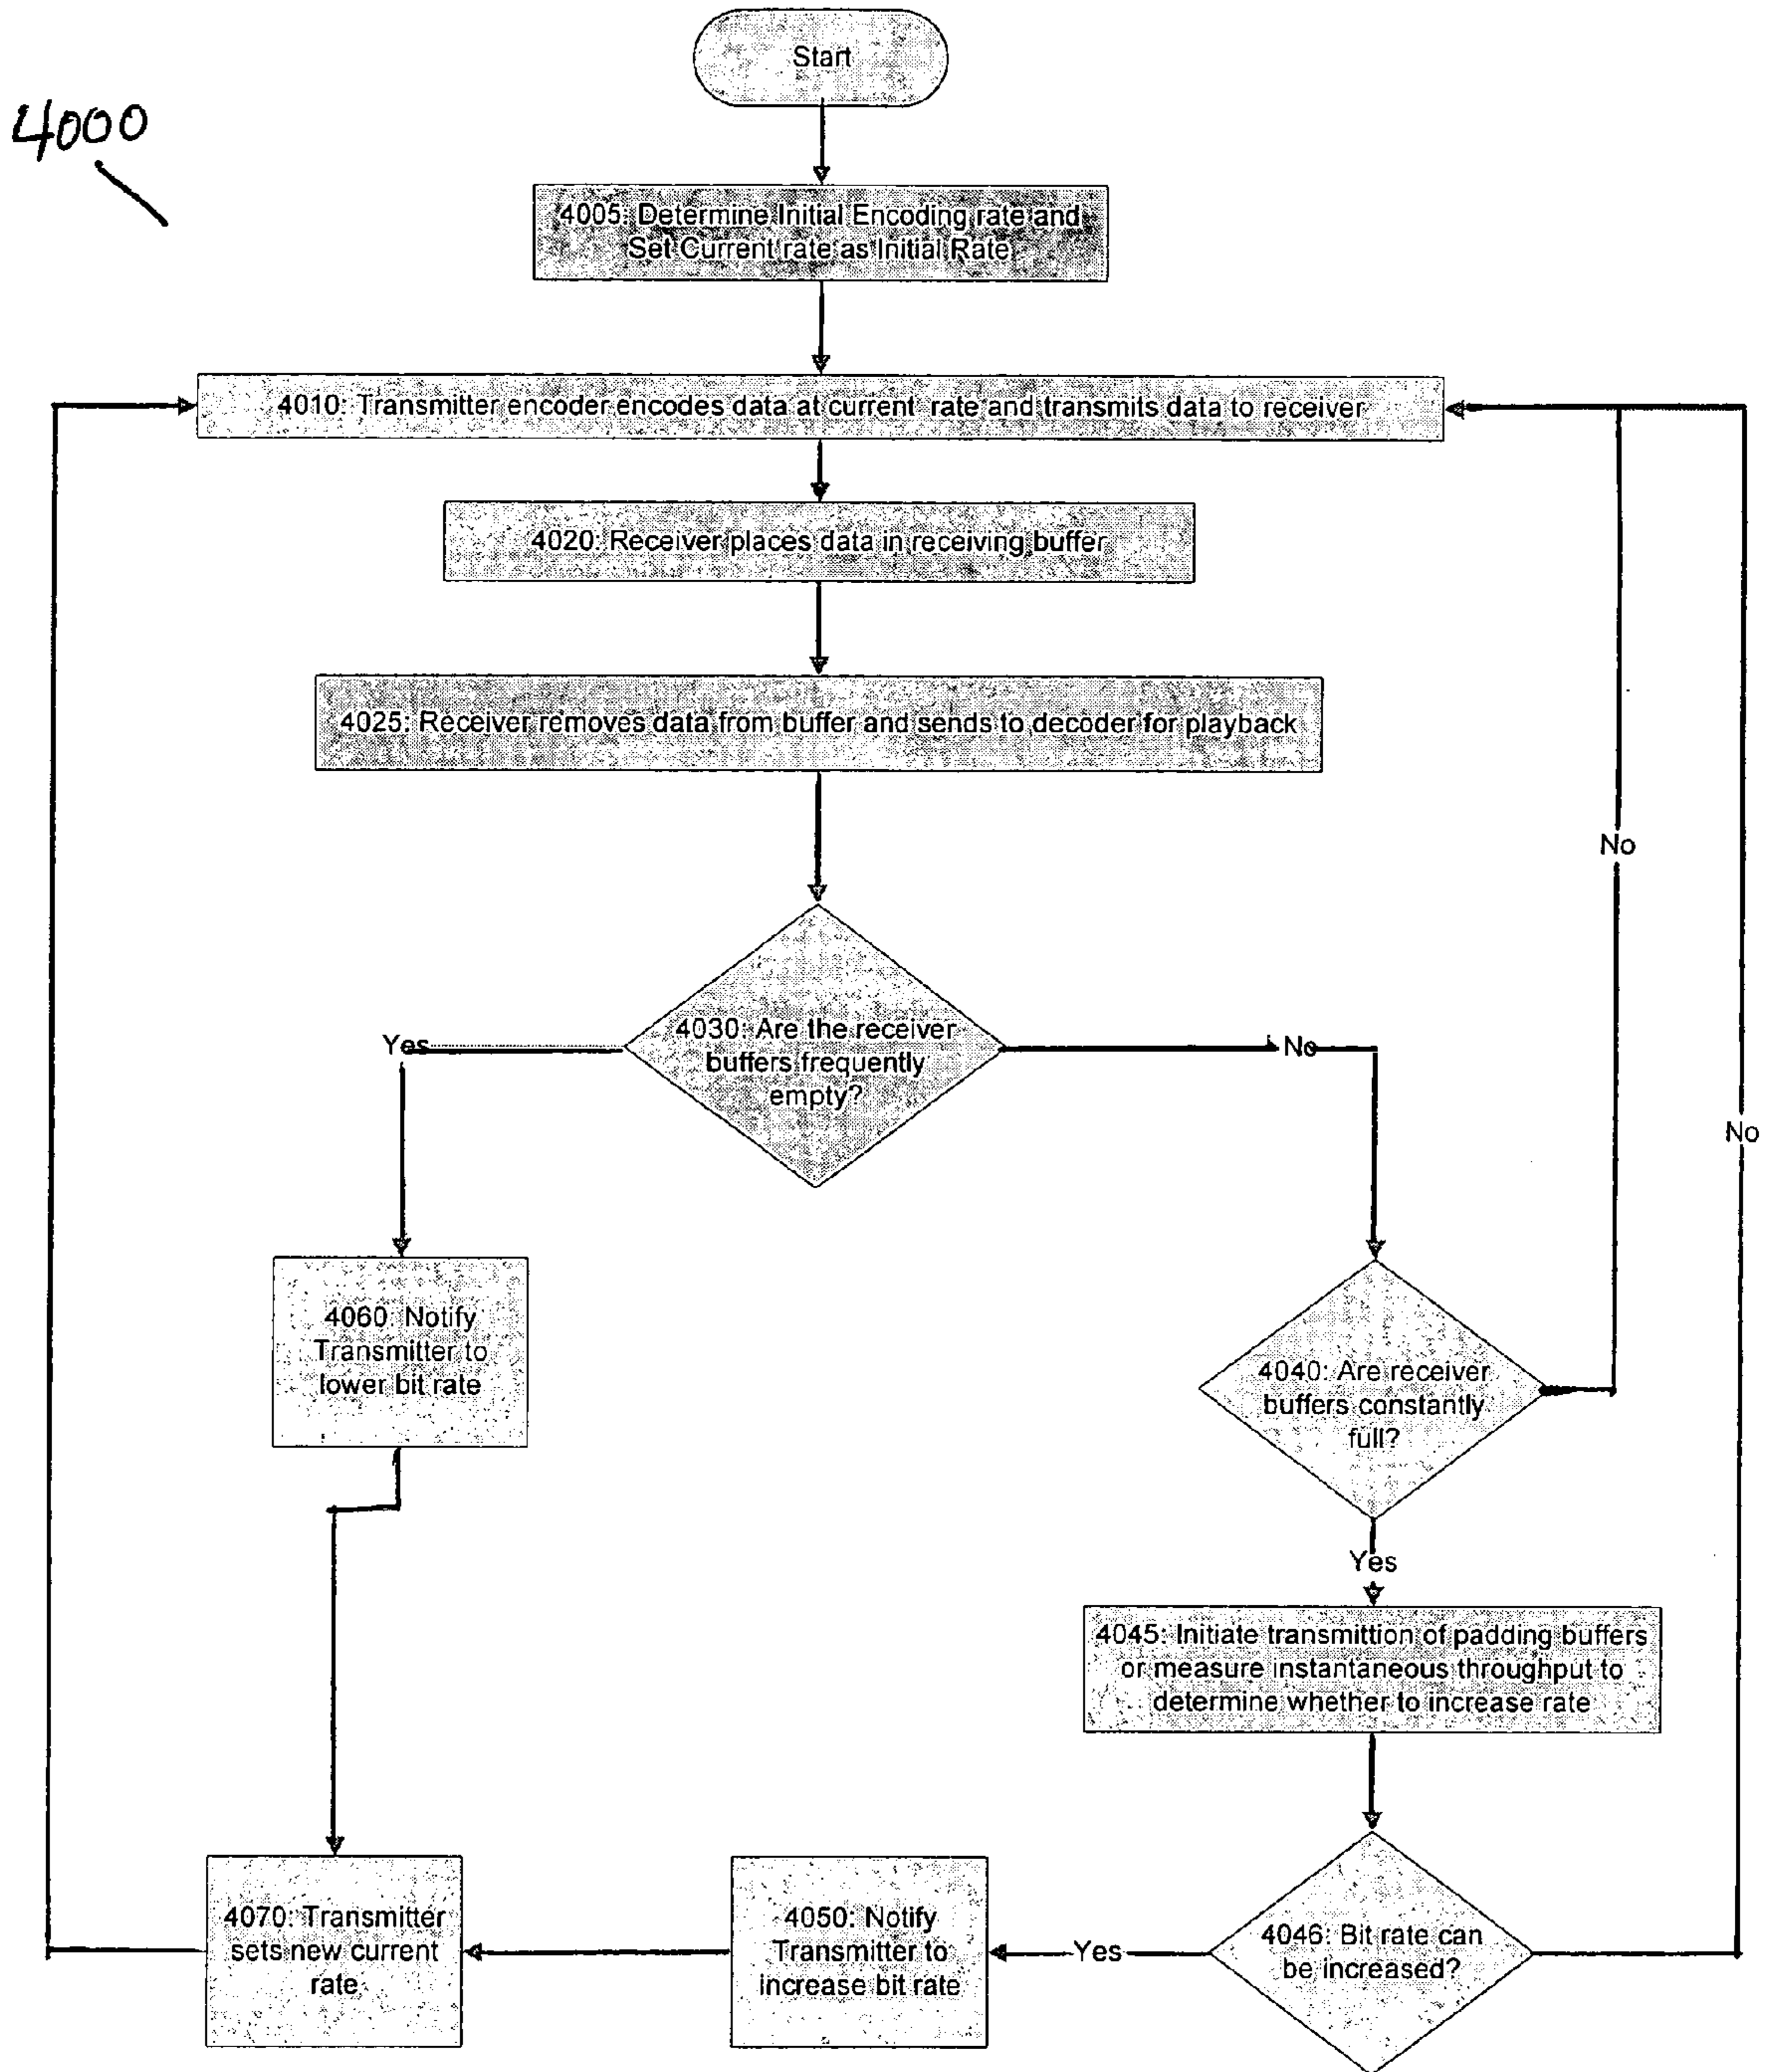 Start
4000
4005: Determine Initial Encoding rate and
Set Current rate as Initial Rate
4010: Transmitter encoder encodes data at current rate and transmits data to receiver
4020: Receiver places data in receiving buffer
4025: Receiver removes data from buffer and sends to decoder for playback
No
4030: Are the receiver
buffers frequently
empty?
Yes
No
No
4060: Notify
Transmitter to
lower bit rate
4040: Are receiver
buffers constantly
full?
Yes
4045: Initiate transmittion of padding buffers
or measure instantaneous throughput to
determine whether to increase rate
4070: Transmitter
sets new current
rate
4050: Notify
Transmitter to
increase bit rate
Yes
4046: Bit rate can
be increased?